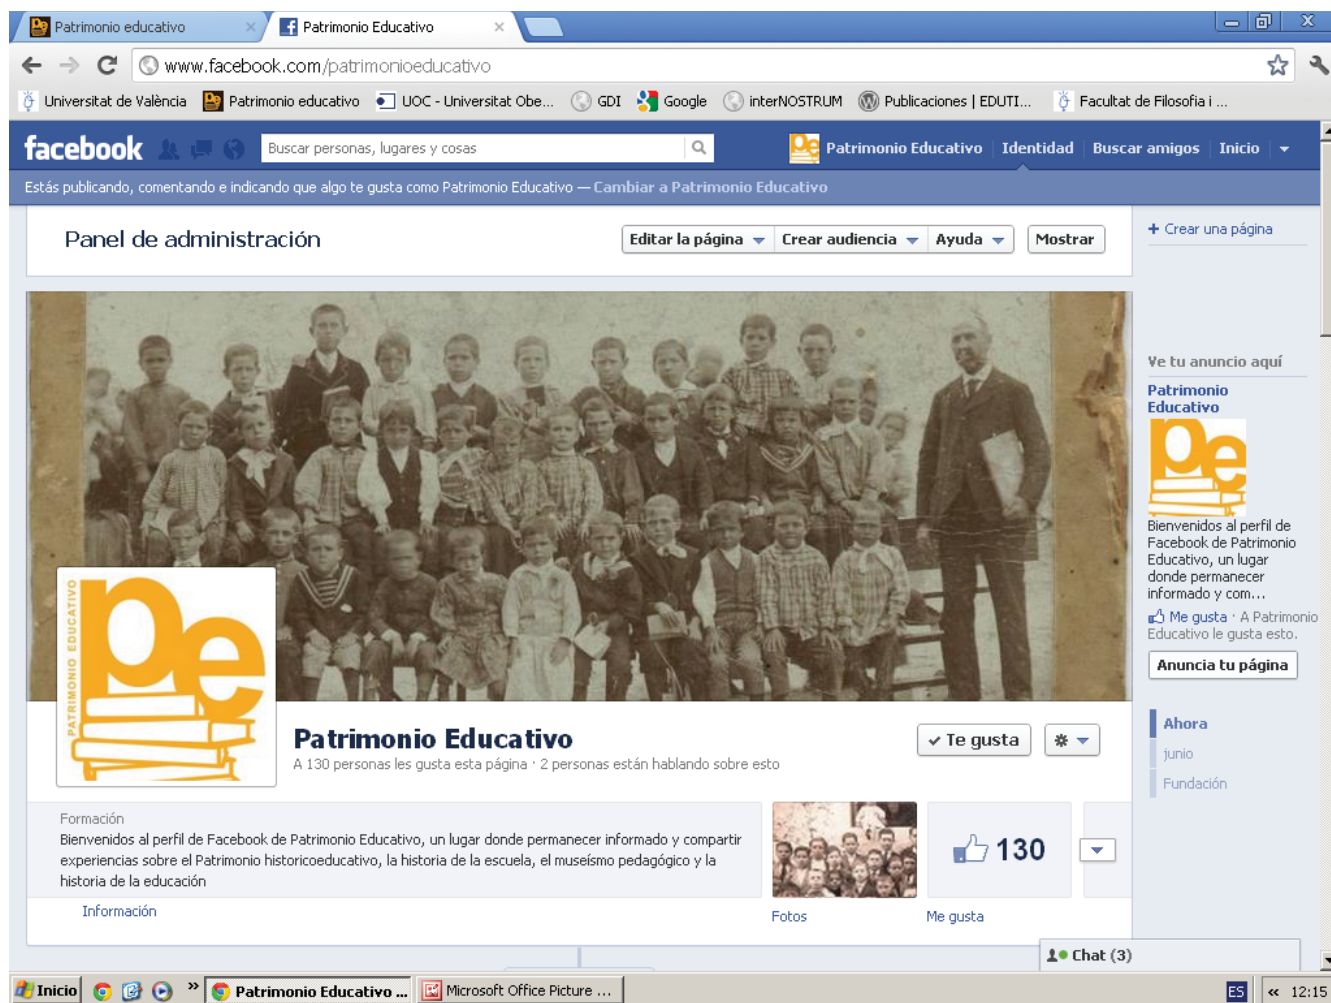 Patrimonio educativo
Patrimonio Educativo
www.facebook.com/patrimonioeducativo
Universitat de València
Patrimonio educativo
UOC - Universitat Obe...
GDI
Google
interNOSTRUM
Publicaciones | EDUTI...
Facultat de Filosofia i ...
facebook
Buscar personas, lugares y cosas
Patrimonio Educativo
Identidad
Buscar amigos
Inicio
Estás publicando, comentando e indicando que algo te gusta como Patrimonio Educativo — Cambiar a Patrimonio Educativo
Panel de administración
Editar la página
Crear audiencia
Ayuda
Mostrar
+ Crear una página
Ve tu anuncio aquí
Patrimonio
Educativo
pe
Bienvenidos al perfil de
Facebook de Patrimonio
Educativo, un lugar
donde permanecer
informado y com...
Me gusta · A Patrimonio
Educativo le gusta esto.
Anuncia tu página
Ahora
junio
Fundación
PATRIMONIO EDUCATIVO
pe
Patrimonio Educativo
A 130 personas les gusta esta página · 2 personas están hablando sobre esto
✓ Te gusta
Formación
Bienvenidos al perfil de Facebook de Patrimonio Educativo, un lugar donde permanecer informado y compartir
experiencias sobre el Patrimonio historicoeducativo, la historia de la escuela, el museísmo pedagógico y la
historia de la educación
Información
Fotos
130
Me gusta
Chat (3)
Inicio
»
Patrimonio Educativo ...
Microsoft Office Picture ...
ES
«
12:15